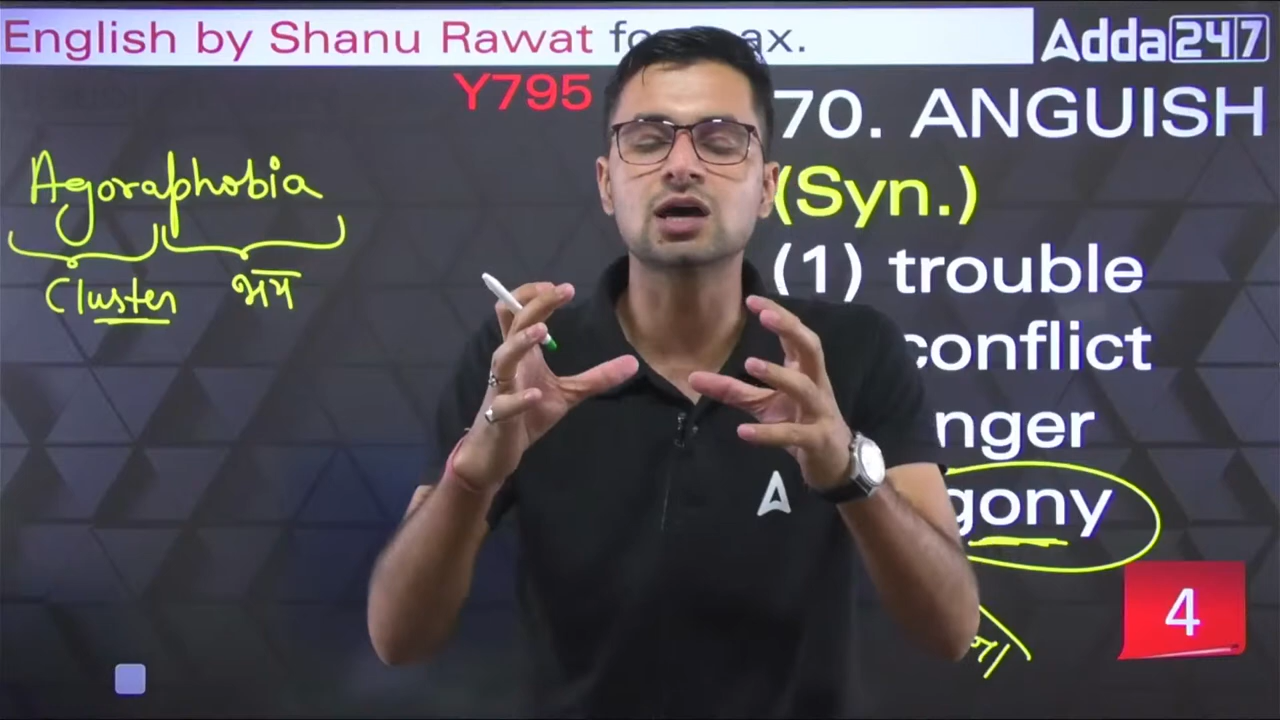 English by Shanu Rawat
Adda247
Y795
70. ANGUISH
(Syn.)
(1) trouble
conflict
nger
gony
4
Agoraphobia
Cluster
भय